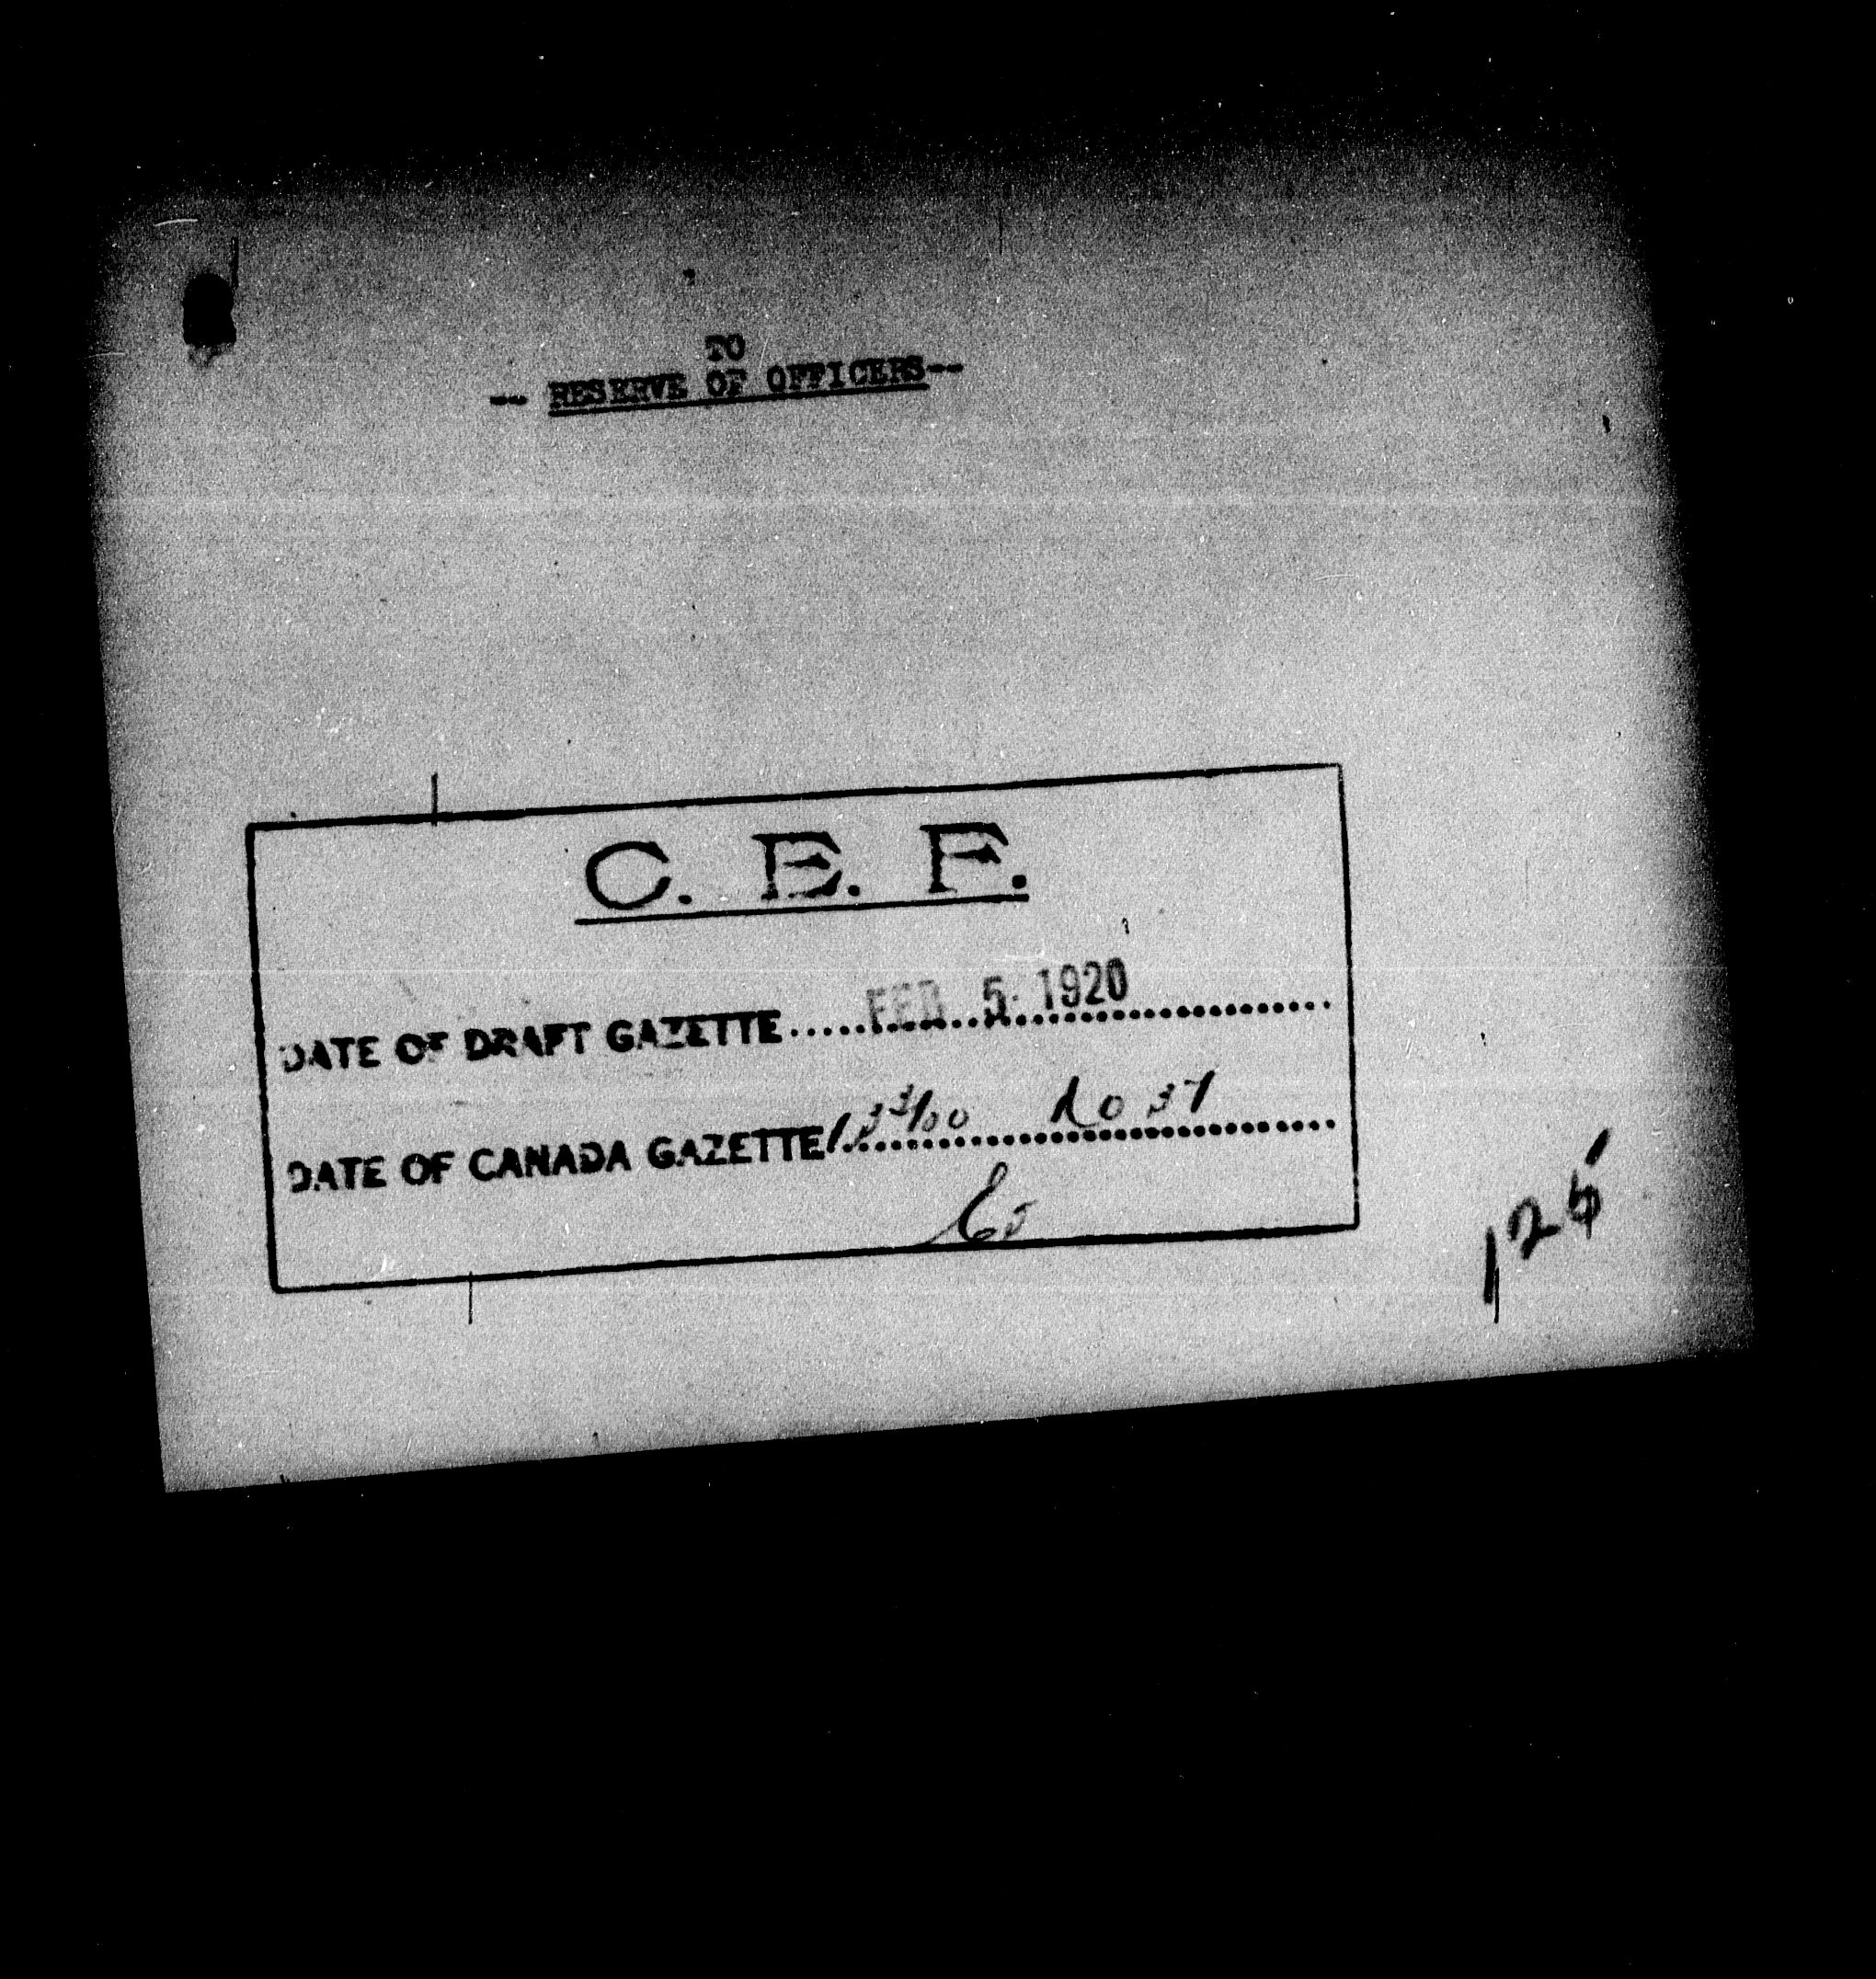 TO
-- RESERVE OF OFFICERS--
C. E. F.
DATE OF DRAFT GAZETTE FEB 5 1920
DATE OF CANADA GAZETTE
125